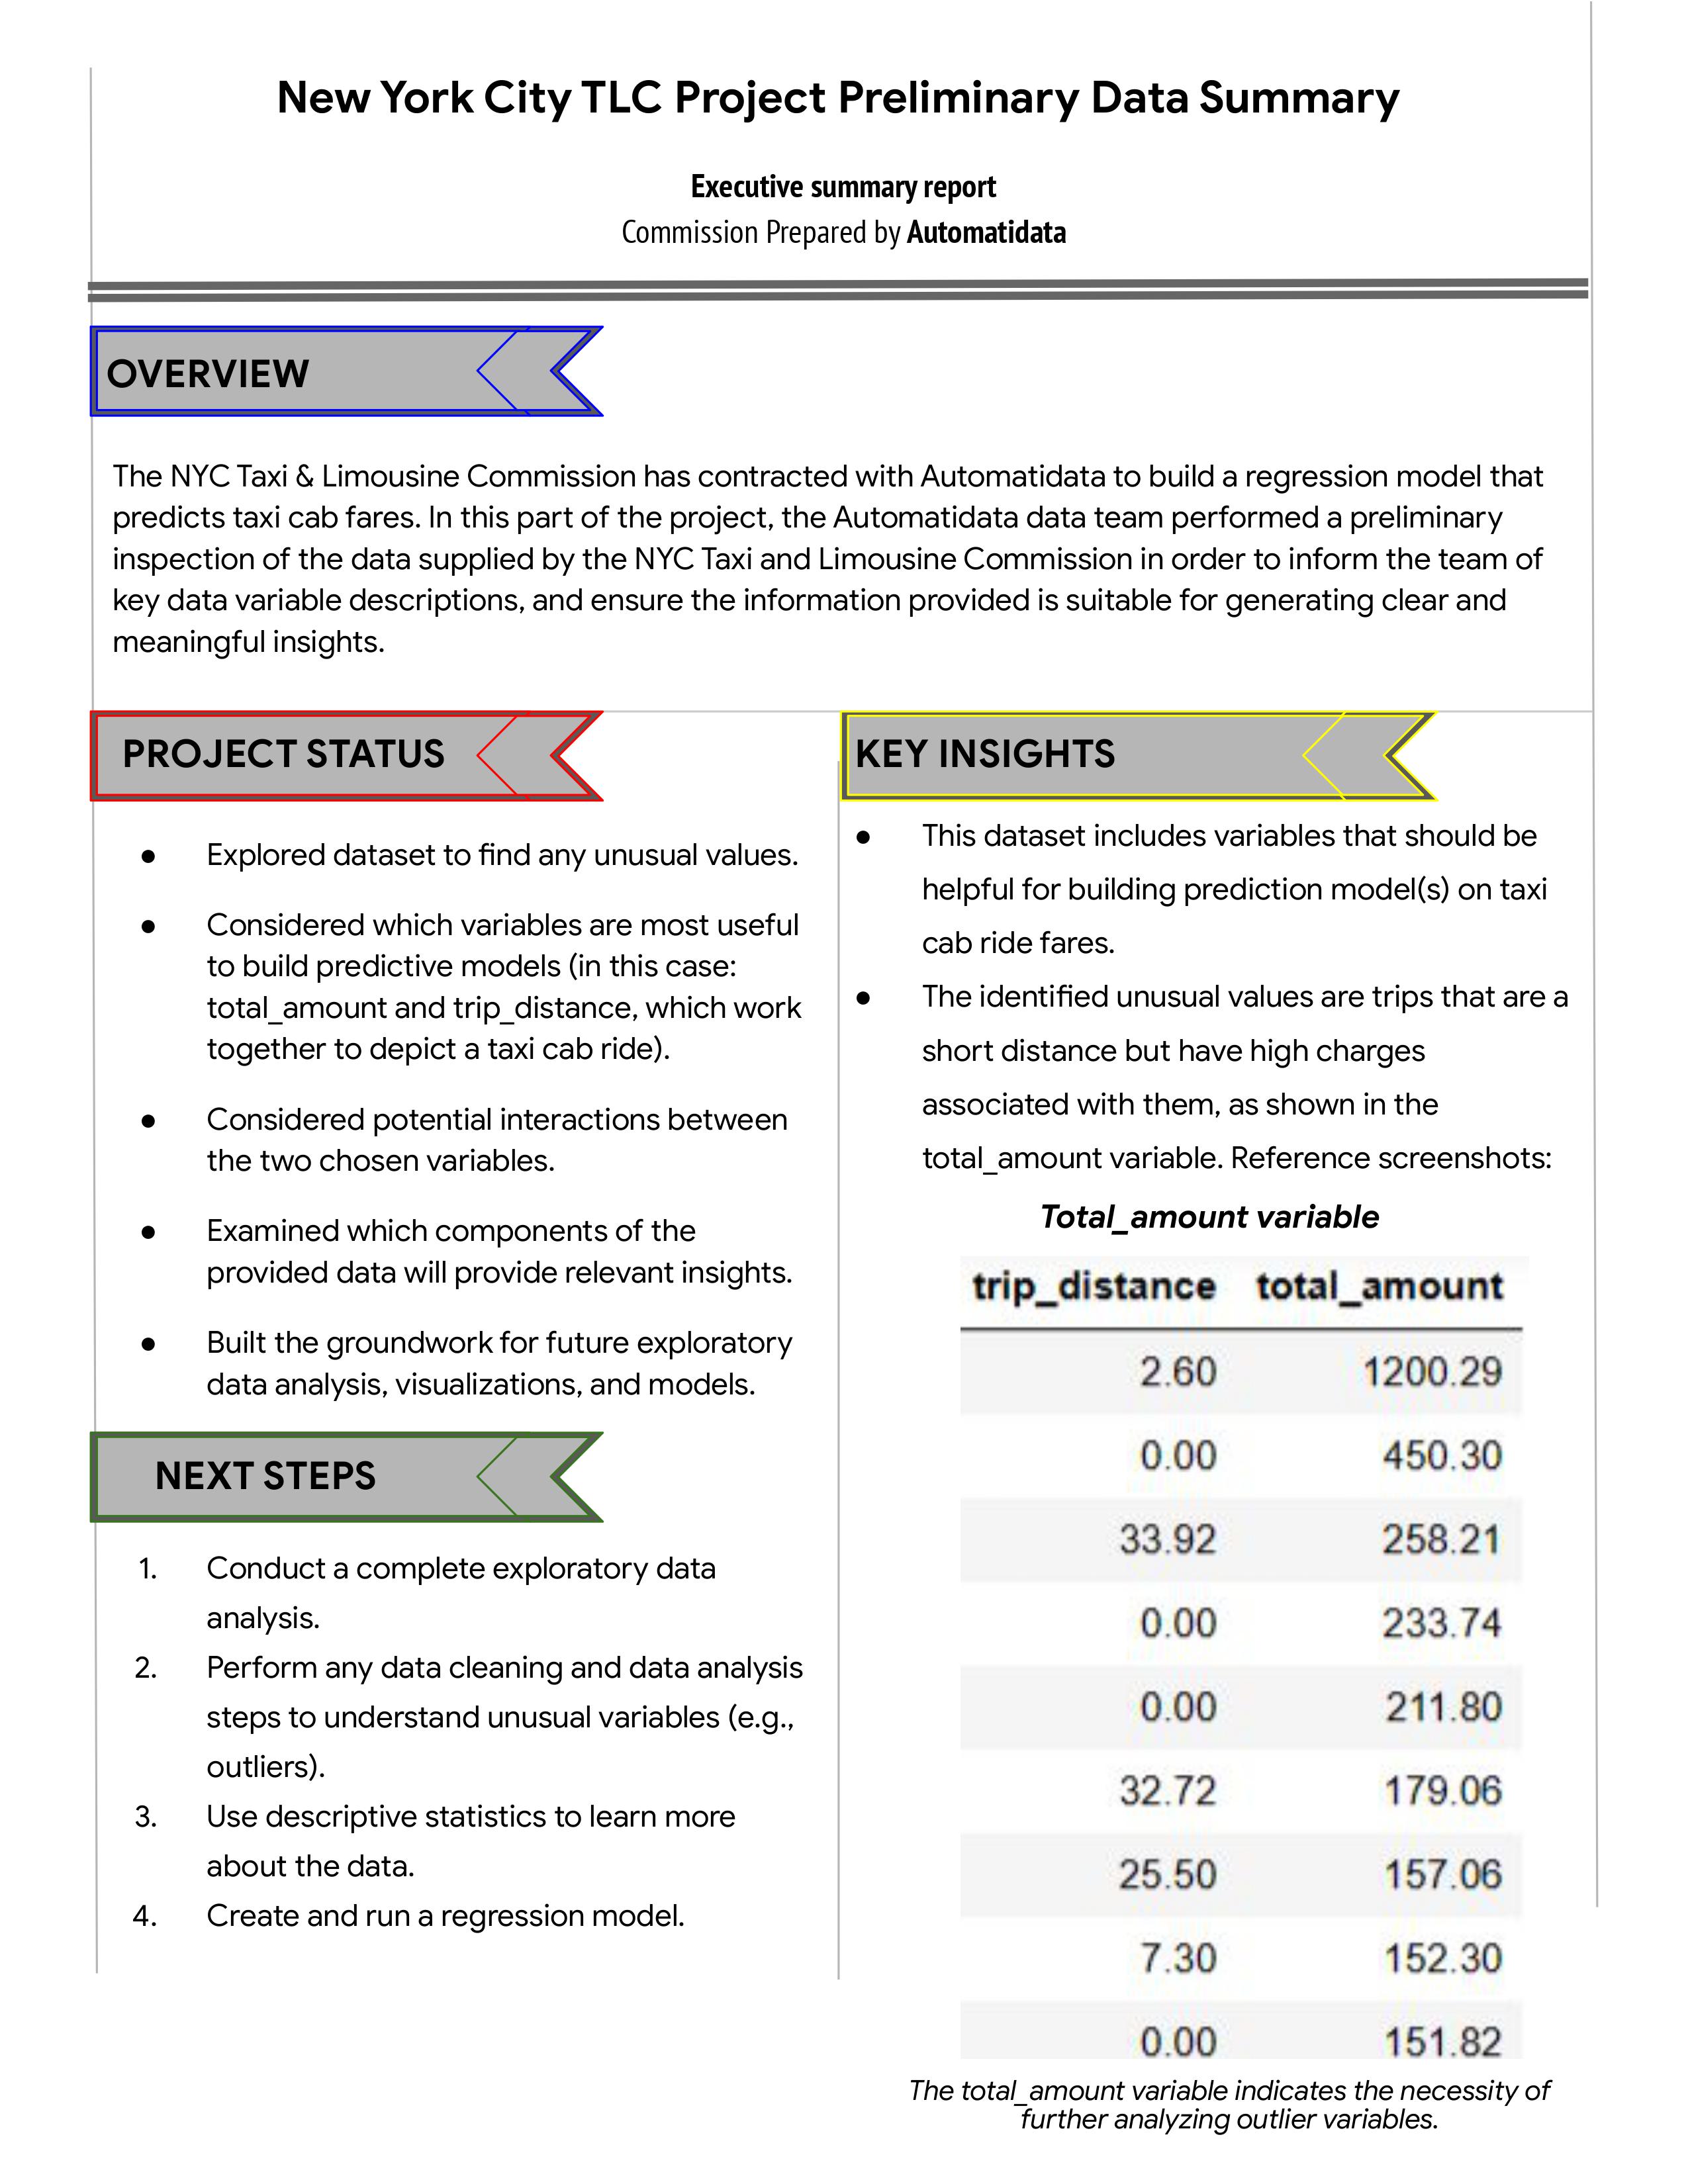 New York City TLC Project Preliminary Data Summary
Executive summary report
Commission Prepared by Automatidata
OVERVIEW
The NYC Taxi & Limousine Commission has contracted with Automatidata to build a regression model that
predicts taxi cab fares. In this part of the project, the Automatidata data team performed a preliminary
inspection of the data supplied by the NYC Taxi and Limousine Commission in order to inform the team of
key data variable descriptions, and ensure the information provided is suitable for generating clear and
meaningful insights.
PROJECT STATUS
● Explored dataset to find any unusual values.
● Considered which variables are most useful
to build predictive models (in this case:
total_amount and trip_distance, which work
together to depict a taxi cab ride).
● Considered potential interactions between
the two chosen variables.
● Examined which components of the
provided data will provide relevant insights.
● Built the groundwork for future exploratory
data analysis, visualizations, and models.
NEXT STEPS
1. Conduct a complete exploratory data
analysis.
2. Perform any data cleaning and data analysis
steps to understand unusual variables (e.g.,
outliers).
3. Use descriptive statistics to learn more
about the data.
4. Create and run a regression model.
KEY INSIGHTS
● This dataset includes variables that should be
helpful for building prediction model(s) on taxi
cab ride fares.
● The identified unusual values are trips that are a
short distance but have high charges
associated with them, as shown in the
total_amount variable. Reference screenshots:
Total_amount variable
trip_distance total_amount
2.60 1200.29
0.00 450.30
33.92 258.21
0.00 233.74
0.00 211.80
32.72 179.06
25.50 157.06
7.30 152.30
0.00 151.82
The total_amount variable indicates the necessity of
further analyzing outlier variables.